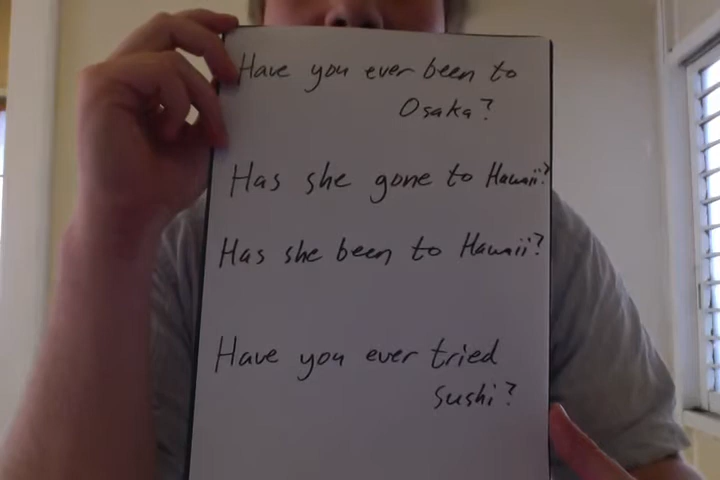 Have you ever been to
Osaka?
Has she gone to Hawaii?
Has she been to Hawaii?
Have you ever tried
sushi?